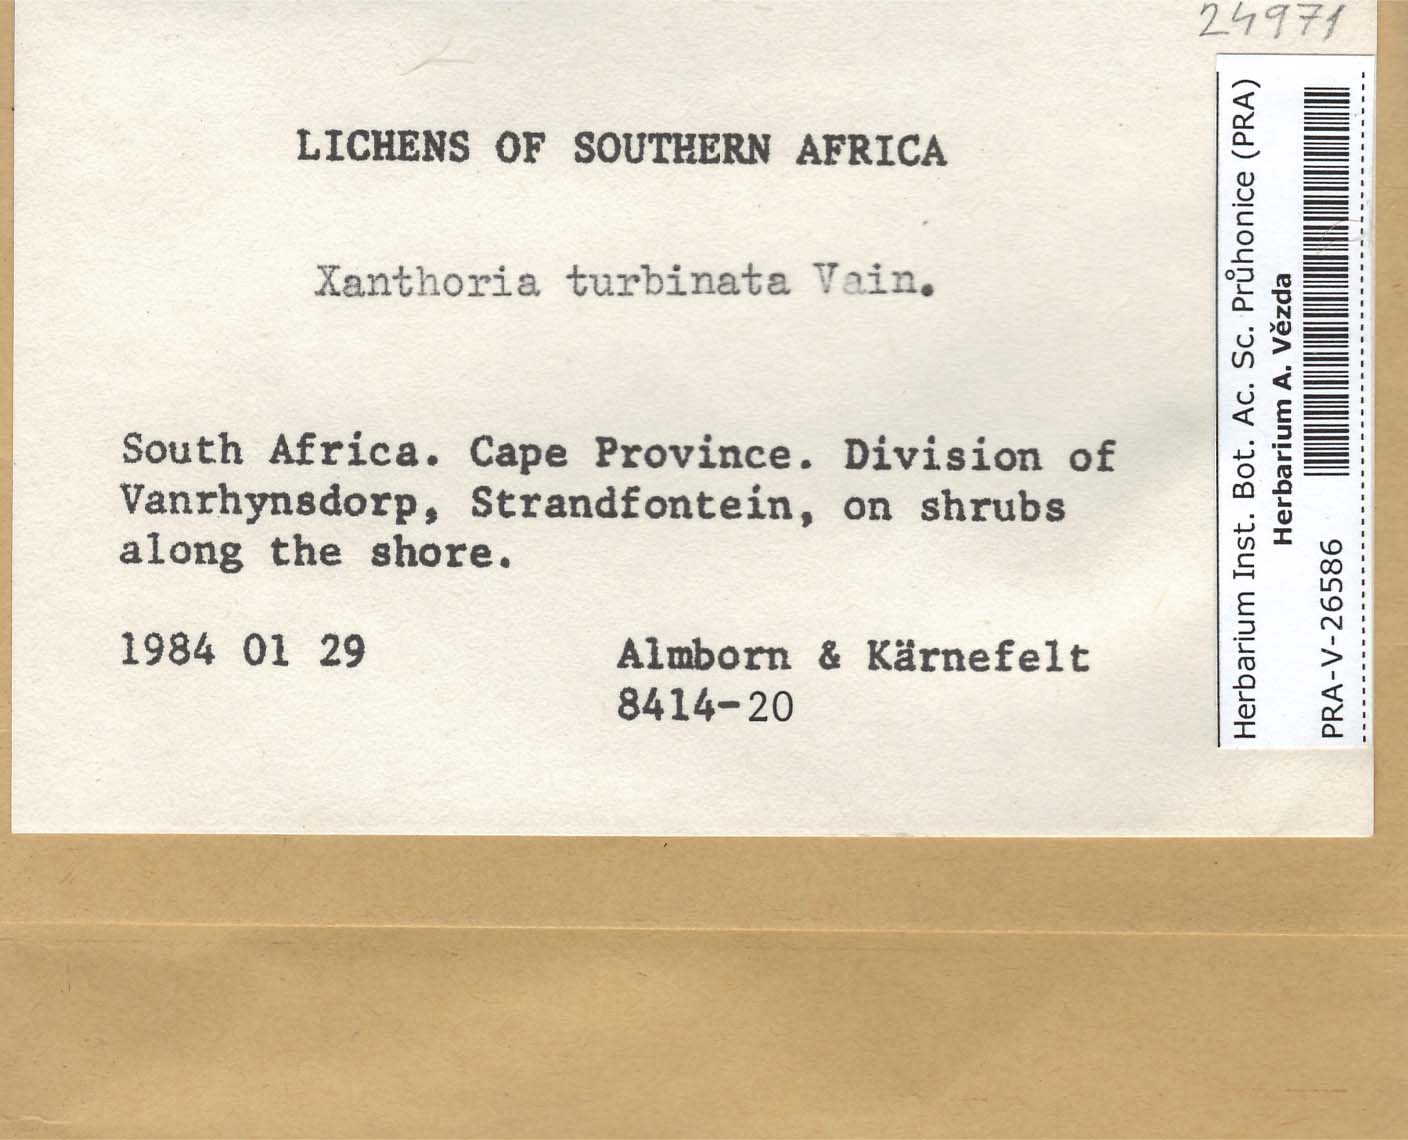 24971
LICHENS OF SOUTHERN AFRICA
Xanthoria turbinata Vain.
South Africa. Cape Province. Division of
Vanrhynsdorp, Strandfontein, on shrubs
along the shore.
1984 01 29 Almborn & Kärnefelt
8414-20
Herbarium Inst. Bot. Ac. Sc. Průhonice (PRA)
Herbarium A. Vězda
PRA-V-26586